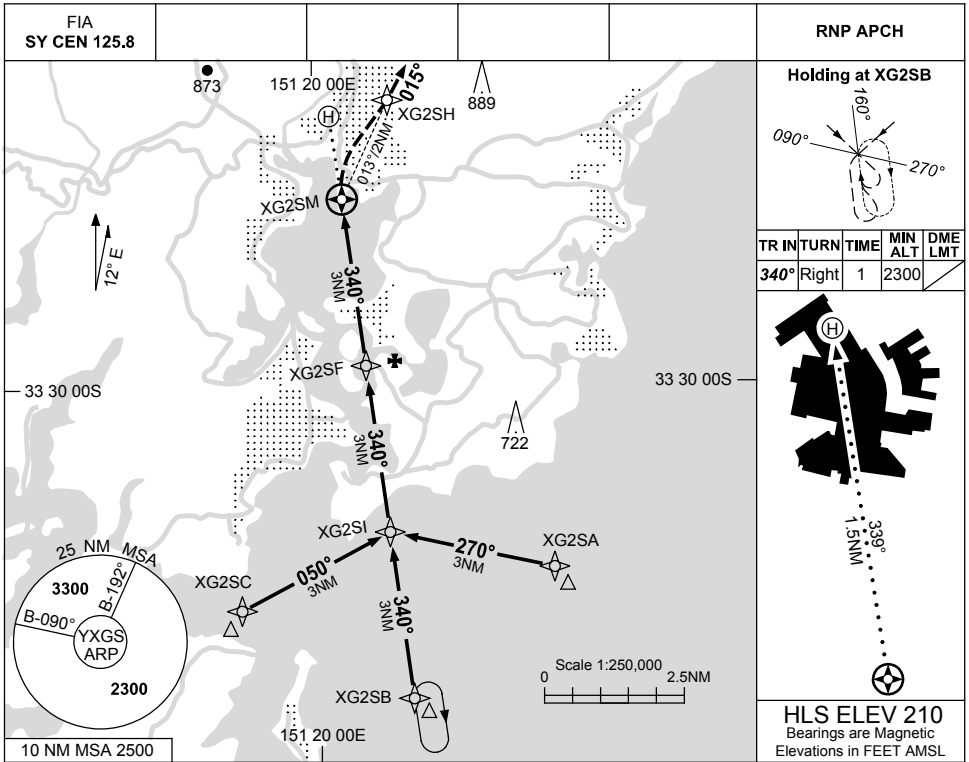 FIA
SY CEN 125.8
RNP APCH
873
151 20 00E
015°
XG2SH
889
H
013°/2NM
XG2SM
12° E
340°
3NM
XG2SF
33 30 00S
33 30 00S
722
340°
3NM
XG2SI
XG2SA
270°
3NM
XG2SC
050°
3NM
340°
3NM
XG2SB
25 NM MSA
3300
B-192°
B-090°
YXGS
ARP
2300
10 NM MSA 2500
151 20 00E
Scale 1:250,000
0 2.5NM
Holding at XG2SB
160°
090°
270°
TR IN TURN TIME MIN ALT DME LMT
340° Right 1 2300
H
339°
1.5NM
HLS ELEV 210
Bearings are Magnetic
Elevations in FEET AMSL